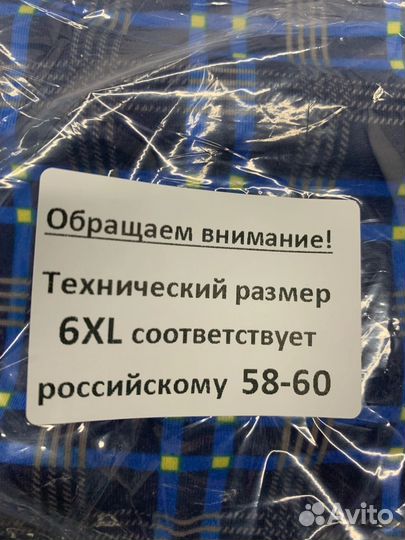 Обращаем внимание!
Технический размер
6XL соответствует
российскому 58-60
Avito